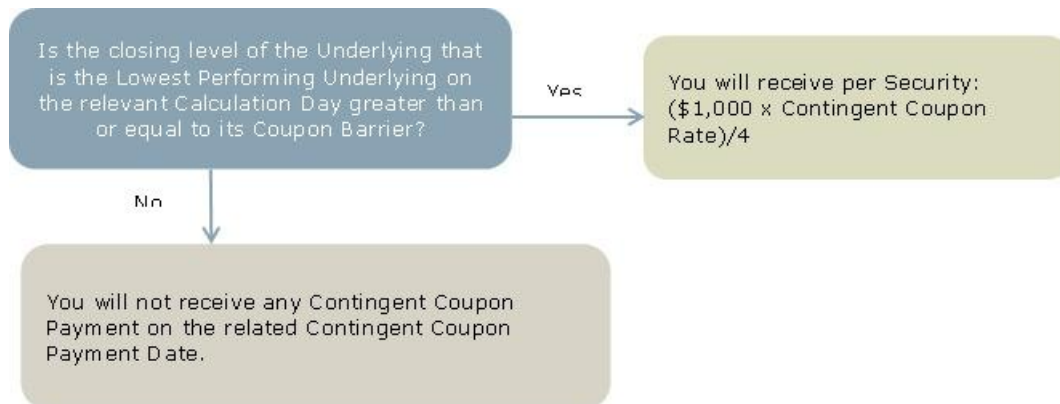 Is the closing level of the Underlying that
is the Lowest Performing Underlying on
the relevant Calculation Day greater than
or equal to its Coupon Barrier?
Yes
You will receive per Security:
($1,000 x Contingent Coupon
Rate)/4
No
You will not receive any Contingent Coupon
Payment on the related Contingent Coupon
Payment Date.